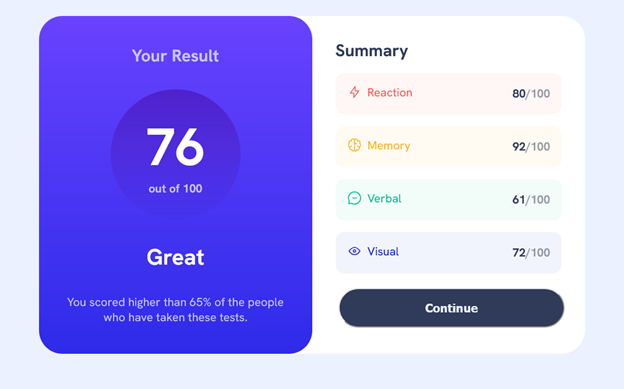 Your Result
76
out of 100
Great
You scored higher than 65% of the people
who have taken these tests.
Summary
Reaction 80/100
Memory 92/100
Verbal 61/100
Visual 72/100
Continue